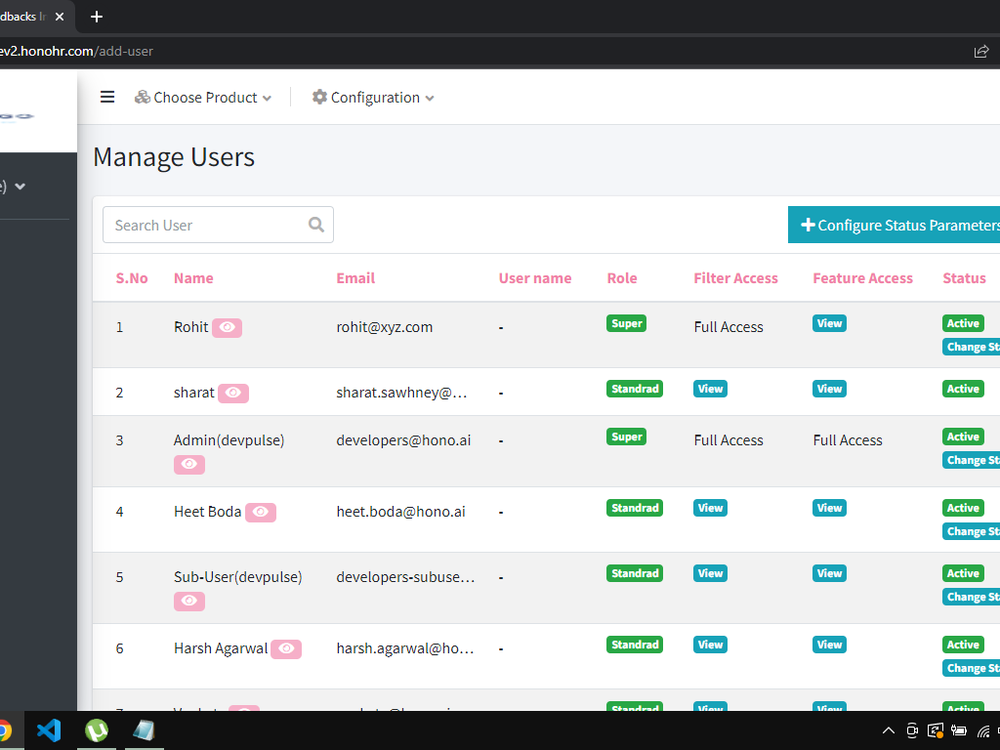 dbacks
ev2.honohr.com/add-user
Choose Product
Configuration
e)
Manage Users
Search User
Configure Status Parameters
S.No Name Email User name Role Filter Access Feature Access Status
1 Rohit rohit@xyz.com - Super Full Access View Active
Change St
2 sharat sharat.sawhney@... - Standrad View View Active
3 Admin(devpulse) developers@hono.ai - Super Full Access Full Access Active
Change St
4 Heet Boda heet.boda@hono.ai - Standrad View View Active
Change St
5 Sub-User(devpulse) developers-subuse... - Standrad View View Active
Change St
6 Harsh Agarwal harsh.agarwal@ho... - Standrad View View Active
Change St
Standrad View View Active